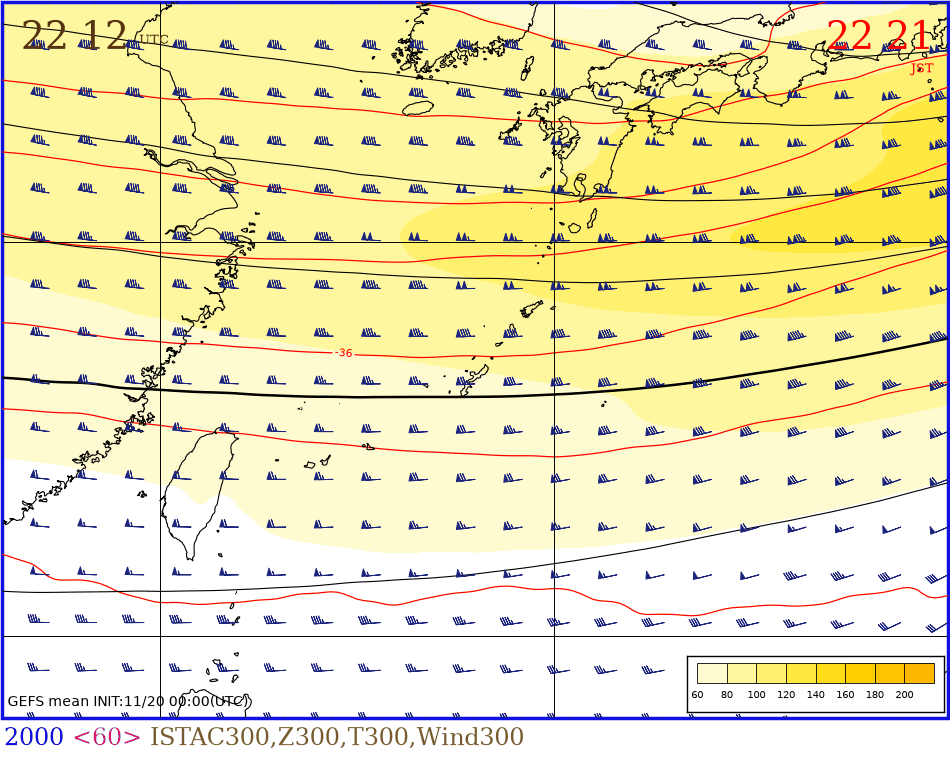 22 12 UTC
22 21
JST
-36
60 80 100 120 140 160 180 200
GEFS mean INIT:11/20 00:00(UTC)
2000 <60> ISTAC300,Z300,T300,Wind300